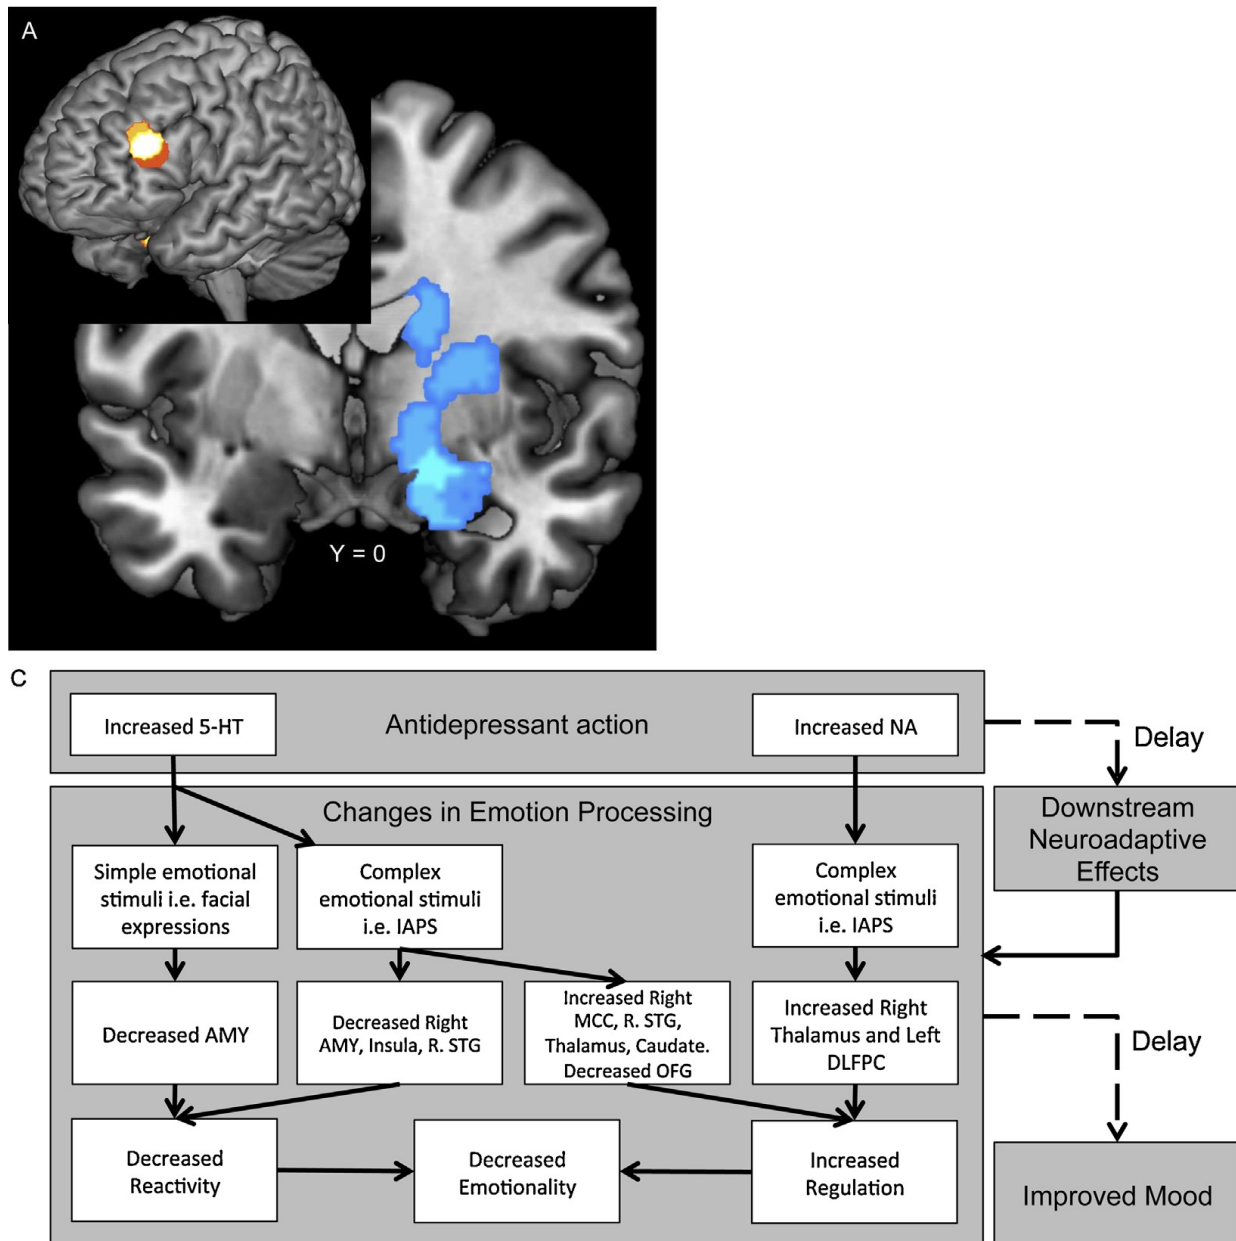 A
Y = 0
C
Increased 5-HT
Antidepressant action
Increased NA
Delay
Changes in Emotion Processing
Downstream
Neuroadaptive
Effects
Simple emotional
stimuli i.e. facial
expressions
Complex
emotional stimuli
i.e. IAPS
Complex
emotional stimuli
i.e. IAPS
Decreased AMY
Decreased Right
AMY, Insula, R. STG
Increased Right
MCC, R. STG,
Thalamus, Caudate.
Decreased OFG
Increased Right
Thalamus and Left
DLFPC
Delay
Decreased
Reactivity
Decreased
Emotionality
Increased
Regulation
Improved Mood